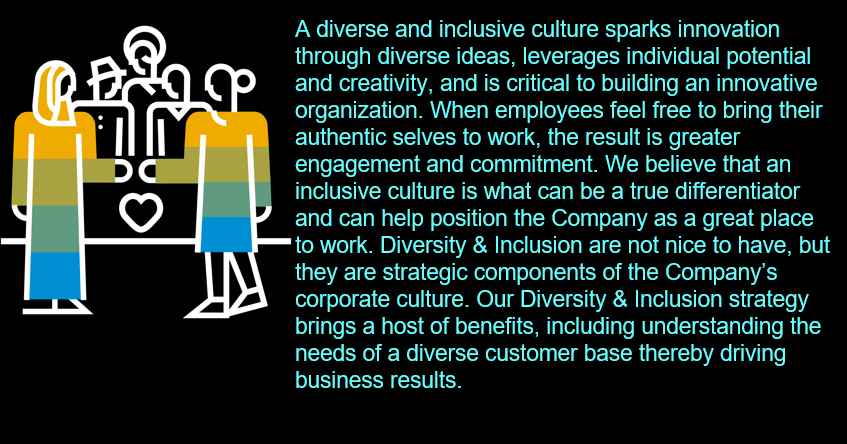 A diverse and inclusive culture sparks innovation
through diverse ideas, leverages individual potential
and creativity, and is critical to building an innovative
organization. When employees feel free to bring their
authentic selves to work, the result is greater
engagement and commitment. We believe that an
inclusive culture is what can be a true differentiator
and can help position the Company as a great place
to work. Diversity & Inclusion are not nice to have, but
they are strategic components of the Company’s
corporate culture. Our Diversity & Inclusion strategy
brings a host of benefits, including understanding the
needs of a diverse customer base thereby driving
business results.